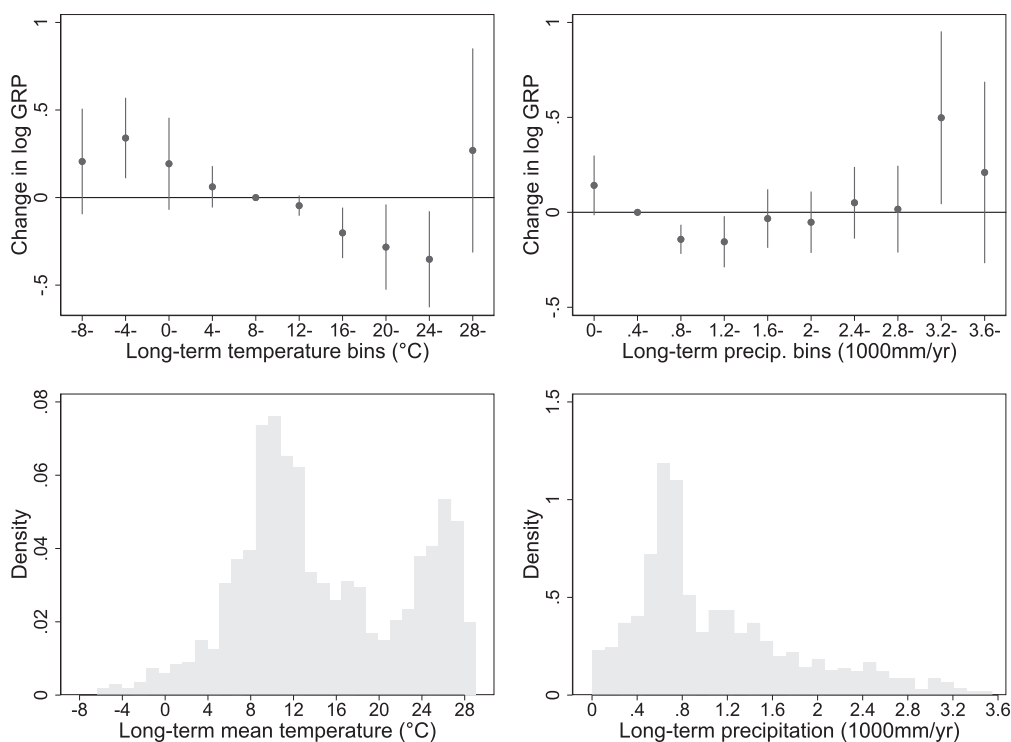 Change in log GRP
1
.5
0
-.5
-8- -4- 0- 4- 8- 12- 16- 20- 24- 28-
Long-term temperature bins (°C)
Change in log GRP
1
.5
0
-.5
0- .4- .8- 1.2- 1.6- 2- 2.4- 2.8- 3.2- 3.6-
Long-term precip. bins (1000mm/yr)
Density
.08
.06
.04
.02
0
-8 -4 0 4 8 12 16 20 24 28
Long-term mean temperature (°C)
Density
1.5
1
.5
0
0 .4 .8 1.2 1.6 2 2.4 2.8 3.2 3.6
Long-term precipitation (1000mm/yr)